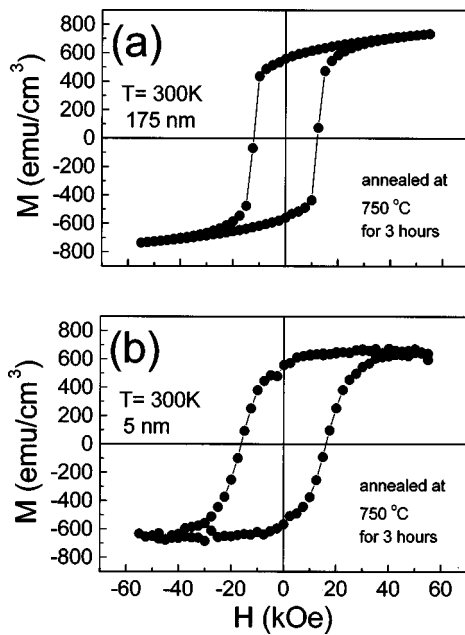 (a)
T= 300K
175 nm
annealed at
750 °C
for 3 hours
M (emu/cm³)
800
600
400
200
0
-200
-400
-600
-800
(b)
T= 300K
5 nm
annealed at
750 °C
for 3 hours
M (emu/cm³)
800
600
400
200
0
-200
-400
-600
-800
-60 -40 -20 0 20 40 60
H (kOe)